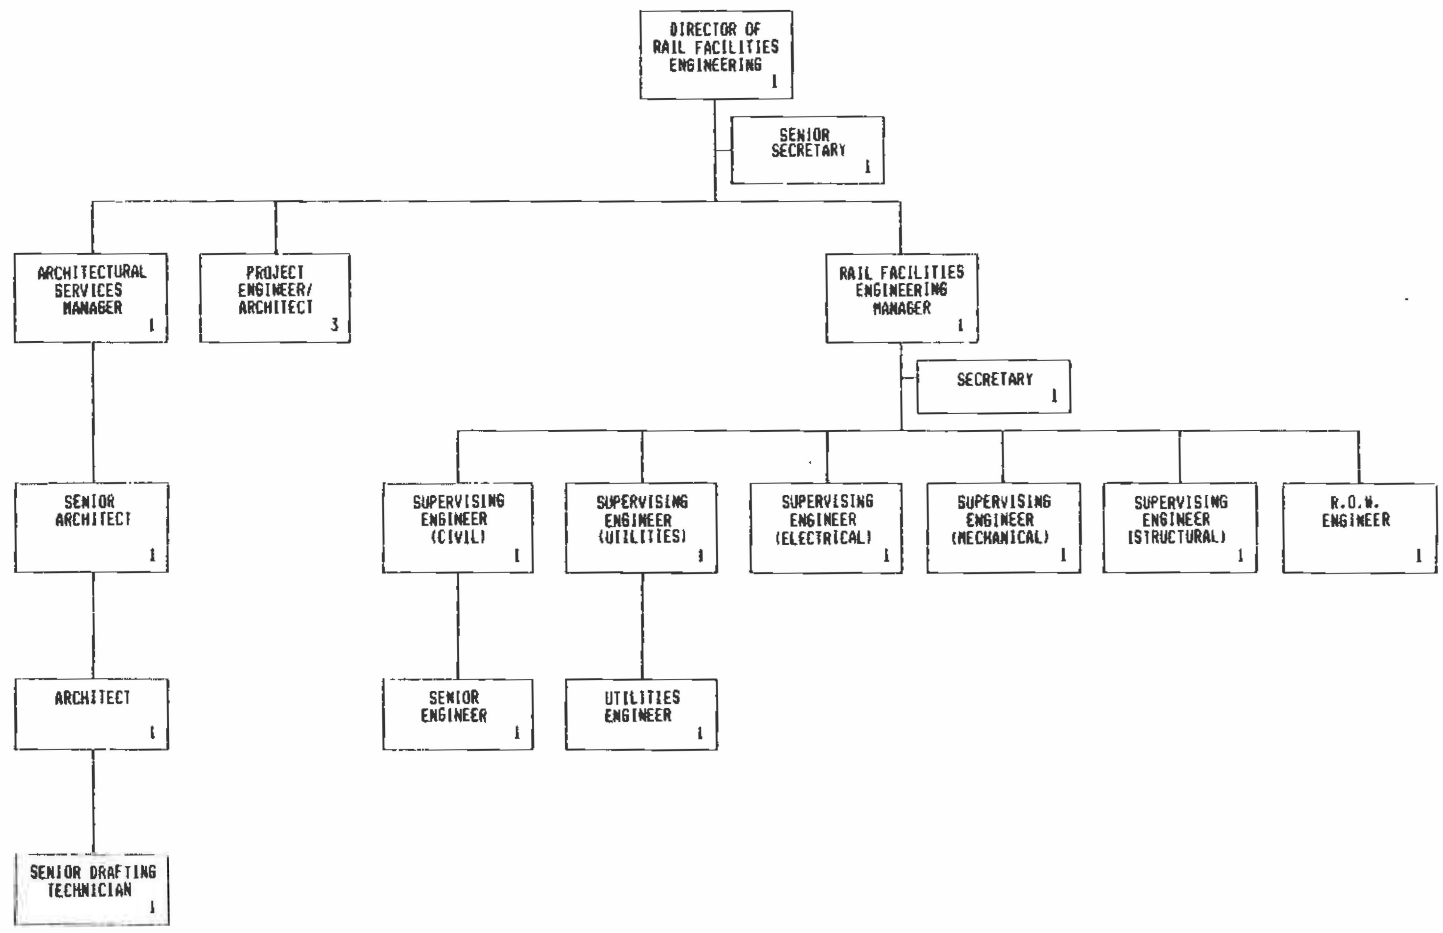 DIRECTOR OF
RAIL FACILITIES
ENGINEERING
1
SENIOR
SECRETARY
1
ARCHITECTURAL
SERVICES
MANAGER
1
PROJECT
ENGINEER/
ARCHITECT
3
RAIL FACILITIES
ENGINEERING
MANAGER
1
SECRETARY
1
SENIOR
ARCHITECT
1
SUPERVISING
ENGINEER
(CIVIL)
1
SUPERVISING
ENGINEER
(UTILITIES)
1
SUPERVISING
ENGINEER
(ELECTRICAL)
1
SUPERVISING
ENGINEER
(MECHANICAL)
1
SUPERVISING
ENGINEER
(STRUCTURAL)
1
R.O.W.
ENGINEER
1
ARCHITECT
1
SENIOR
ENGINEER
1
UTILITIES
ENGINEER
1
SENIOR DRAFTING
TECHNICIAN
1